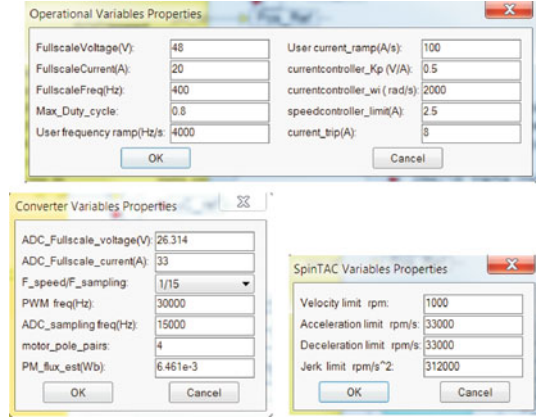 Operational Variables Properties
FullscaleVoltage(V): 48 User current_ramp(A/s): 100
FullscaleCurrent(A): 20 currentcontroller_Kp (V/A): 0.5
FullscaleFreq(Hz): 400 currentcontroller_wi ( rad/s): 2000
Max_Duty_cycle: 0.8 speedcontroller_limit(A): 2.5
User frequency ramp(Hz/s: 4000 current_trip(A): 8
OK Cancel
Converter Variables Properties
ADC_Fullscale_voltage(V): 26.314
ADC_Fullscale_current(A): 33
F_speed/F_sampling: 1/15
PWM freq(Hz): 30000
ADC_sampling freq(Hz): 15000
motor_pole_pairs: 4
PM_flux_est(Wb): 6.461e-3
OK Cancel
SpinTAC Variables Properties
Velocity limit rpm: 1000
Acceleration limit rpm/s: 33000
Deceleration limit rpm/s: 33000
Jerk limit rpm/s^2: 312000
OK Cancel